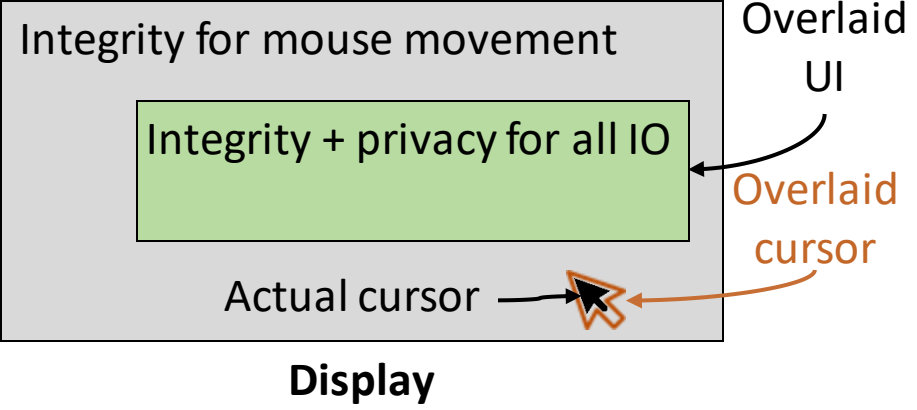 Integrity for mouse movement
Overlaid
UI
Integrity + privacy for all IO
Overlaid
cursor
Actual cursor
Display